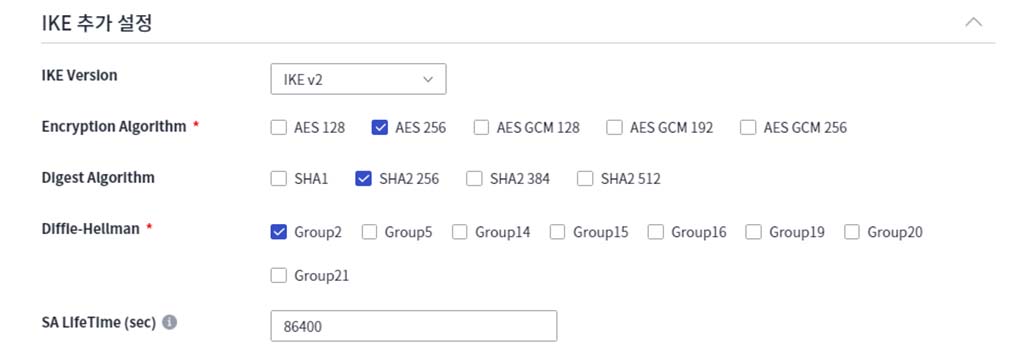 IKE 추가 설정
IKE Version IKE v2
Encryption Algorithm * AES 128 AES 256 AES GCM 128 AES GCM 192 AES GCM 256
Digest Algorithm SHA1 SHA2 256 SHA2 384 SHA2 512
Diffie-Hellman * Group2 Group5 Group14 Group15 Group16 Group19 Group20
Group21
SA LifeTime (sec) i 86400